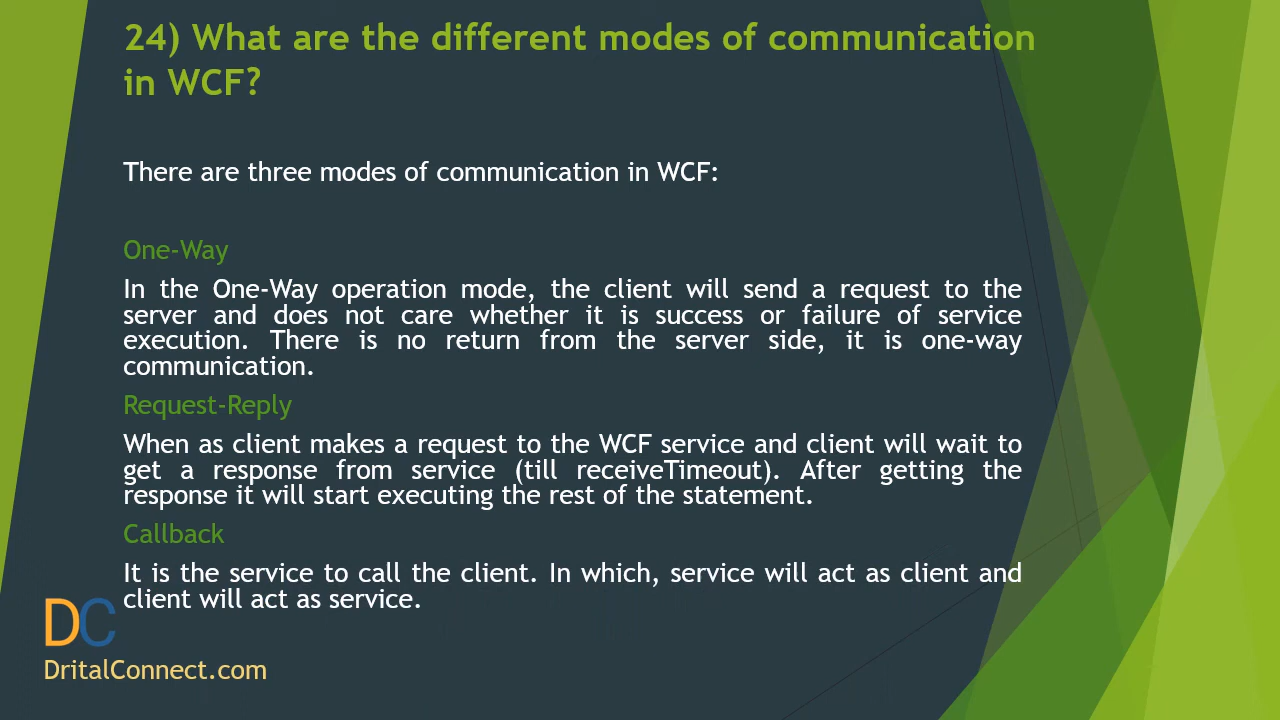 24) What are the different modes of communication
in WCF?
There are three modes of communication in WCF:
One-Way
In the One-Way operation mode, the client will send a request to the
server and does not care whether it is success or failure of service
execution. There is no return from the server side, it is one-way
communication.
Request-Reply
When as client makes a request to the WCF service and client will wait to
get a response from service (till receiveTimeout). After getting the
response it will start executing the rest of the statement.
Callback
It is the service to call the client. In which, service will act as client and
client will act as service.
DC
DritalConnect.com